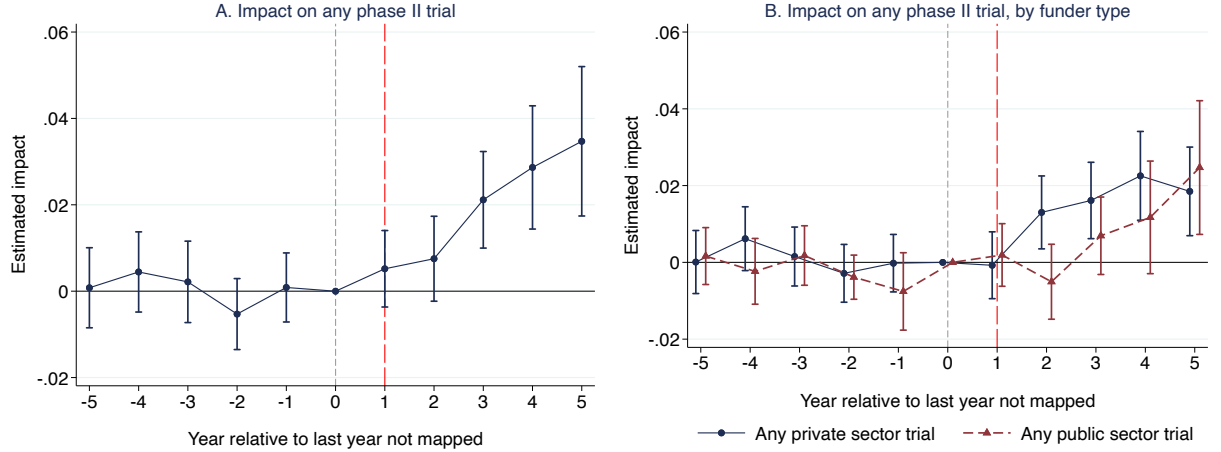 A. Impact on any phase II trial
.06
.04
.02
0
-.02
Estimated impact
-5 -4 -3 -2 -1 0 1 2 3 4 5
Year relative to last year not mapped
B. Impact on any phase II trial, by funder type
.06
.04
.02
0
-.02
Estimated impact
-5 -4 -3 -2 -1 0 1 2 3 4 5
Year relative to last year not mapped
Any private sector trial Any public sector trial